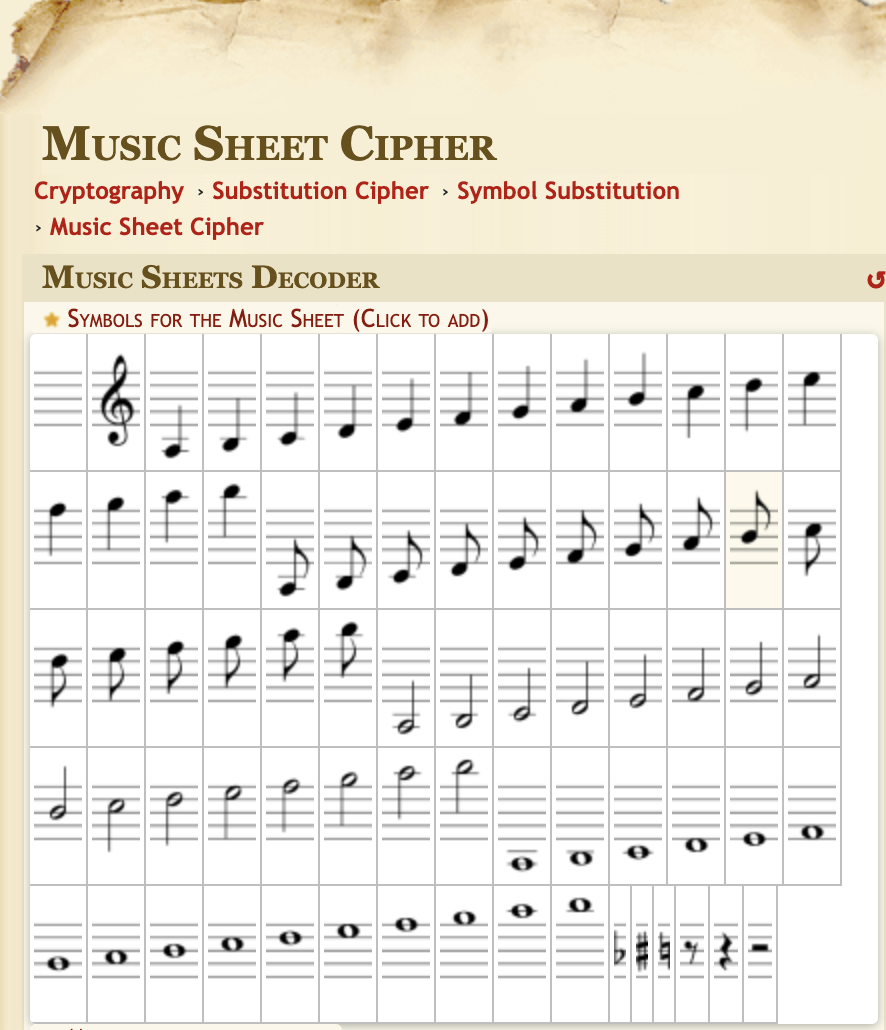 Music Sheet Cipher
Cryptography › Substitution Cipher › Symbol Substitution
› Music Sheet Cipher
Music Sheets Decoder
Symbols for the Music Sheet (Click to add)